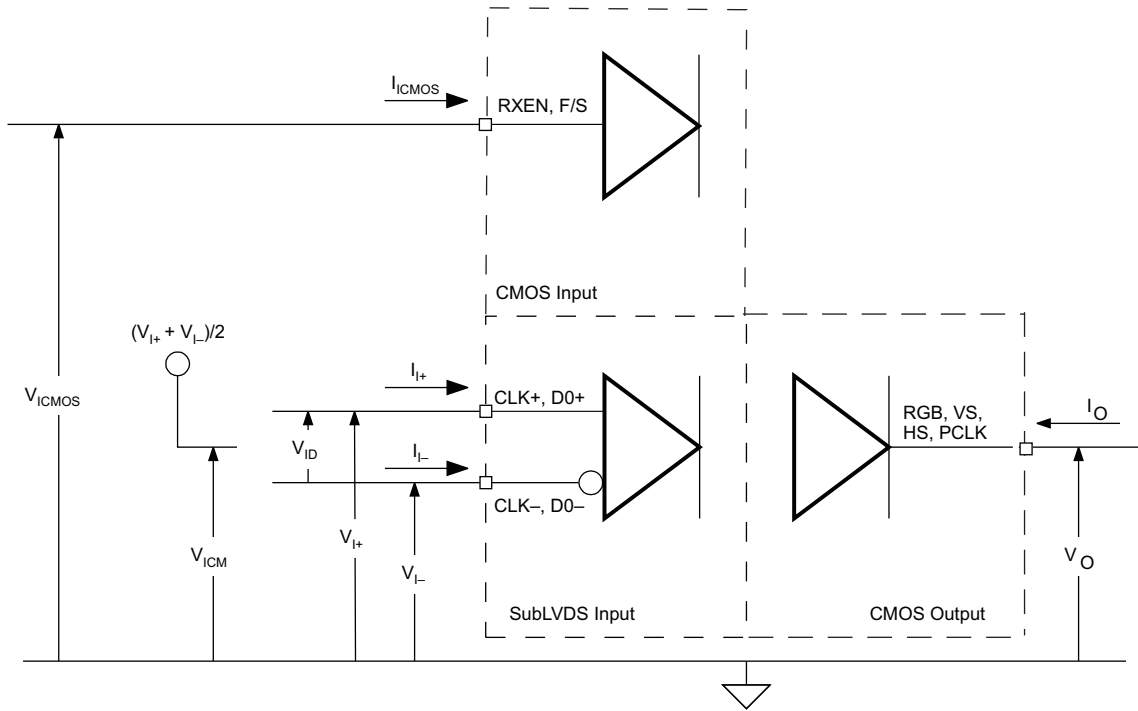 I_ICMOS
RXEN, F/S
CMOS Input
(V_I+ + V_I–)/2
V_ICMOS
I_I+
CLK+, D0+
V_ID
I_I–
CLK–, D0–
V_ICM
V_I+
V_I–
SubLVDS Input
RGB, VS,
HS, PCLK
I_O
V_O
CMOS Output